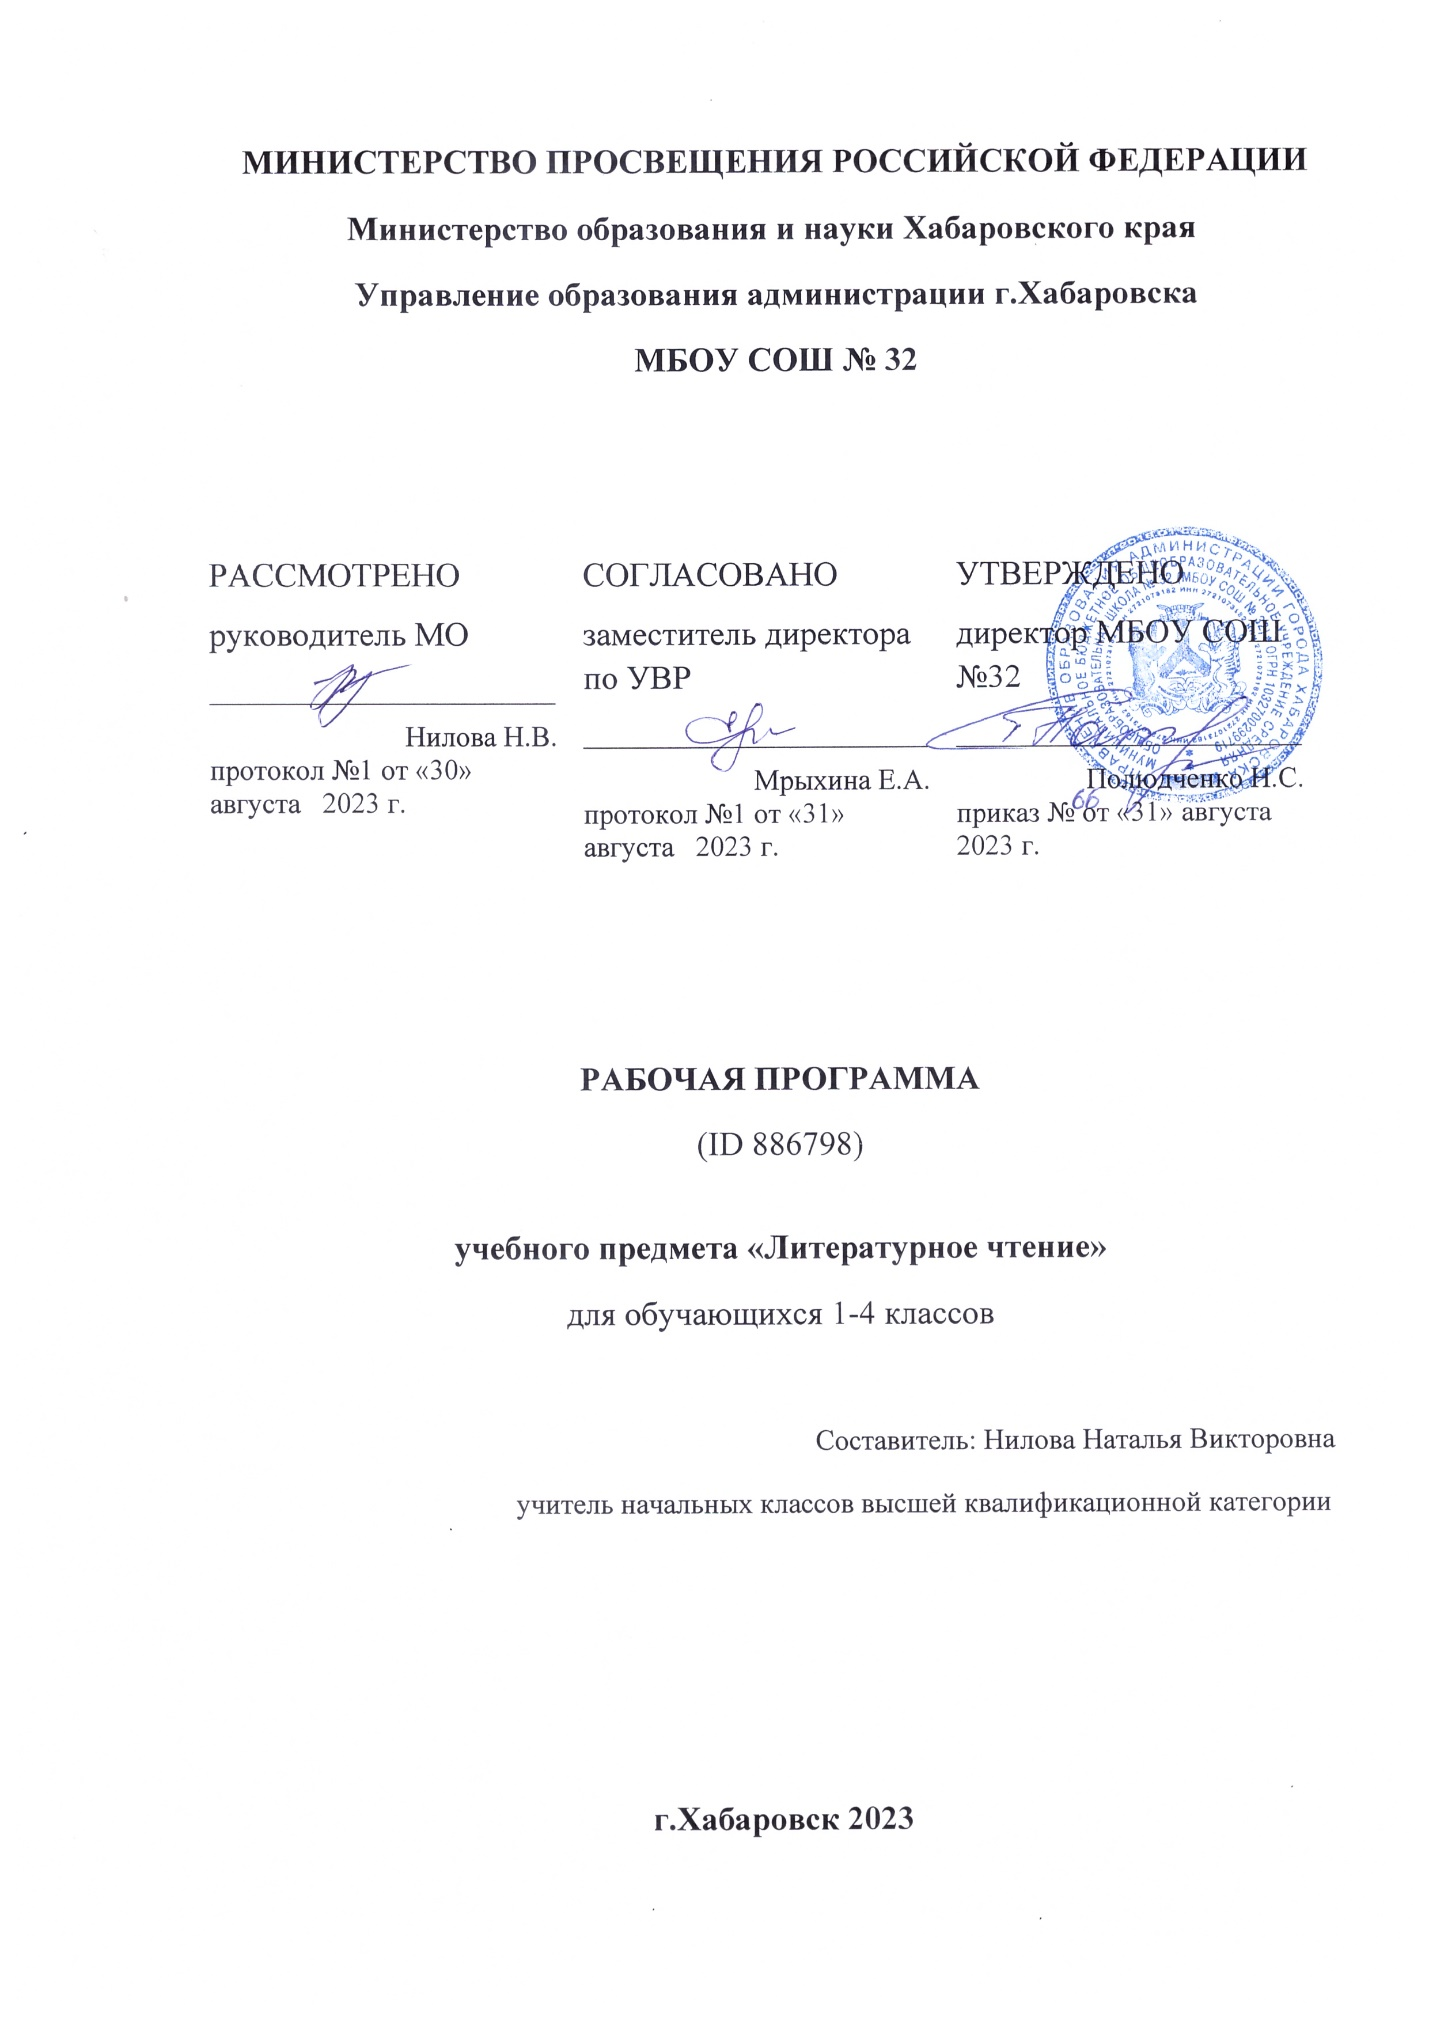 МИНИСТЕРСТВО ПРОСВЕЩЕНИЯ РОССИЙСКОЙ ФЕДЕРАЦИИ
Министерство образования и науки Хабаровского края
Управление образования администрации г.Хабаровска
МБОУ СОШ № 32
РАССМОТРЕНО
руководитель МО
Нилова Н.В.
протокол №1 от «30»
августа 2023 г.
СОГЛАСОВАНО
заместитель директора
по УВР
Мрыхина Е.А.
протокол №1 от «31»
августа 2023 г.
УТВЕРЖДЕНО
директор МБОУ СОШ
№32
Н.С.
приказ № 66 от «31» августа
2023 г.
РАБОЧАЯ ПРОГРАММА
(ID 886798)
учебного предмета «Литературное чтение»
для обучающихся 1-4 классов
Составитель: Нилова Наталья Викторовна
учитель начальных классов высшей квалификационной категории
г.Хабаровск 2023